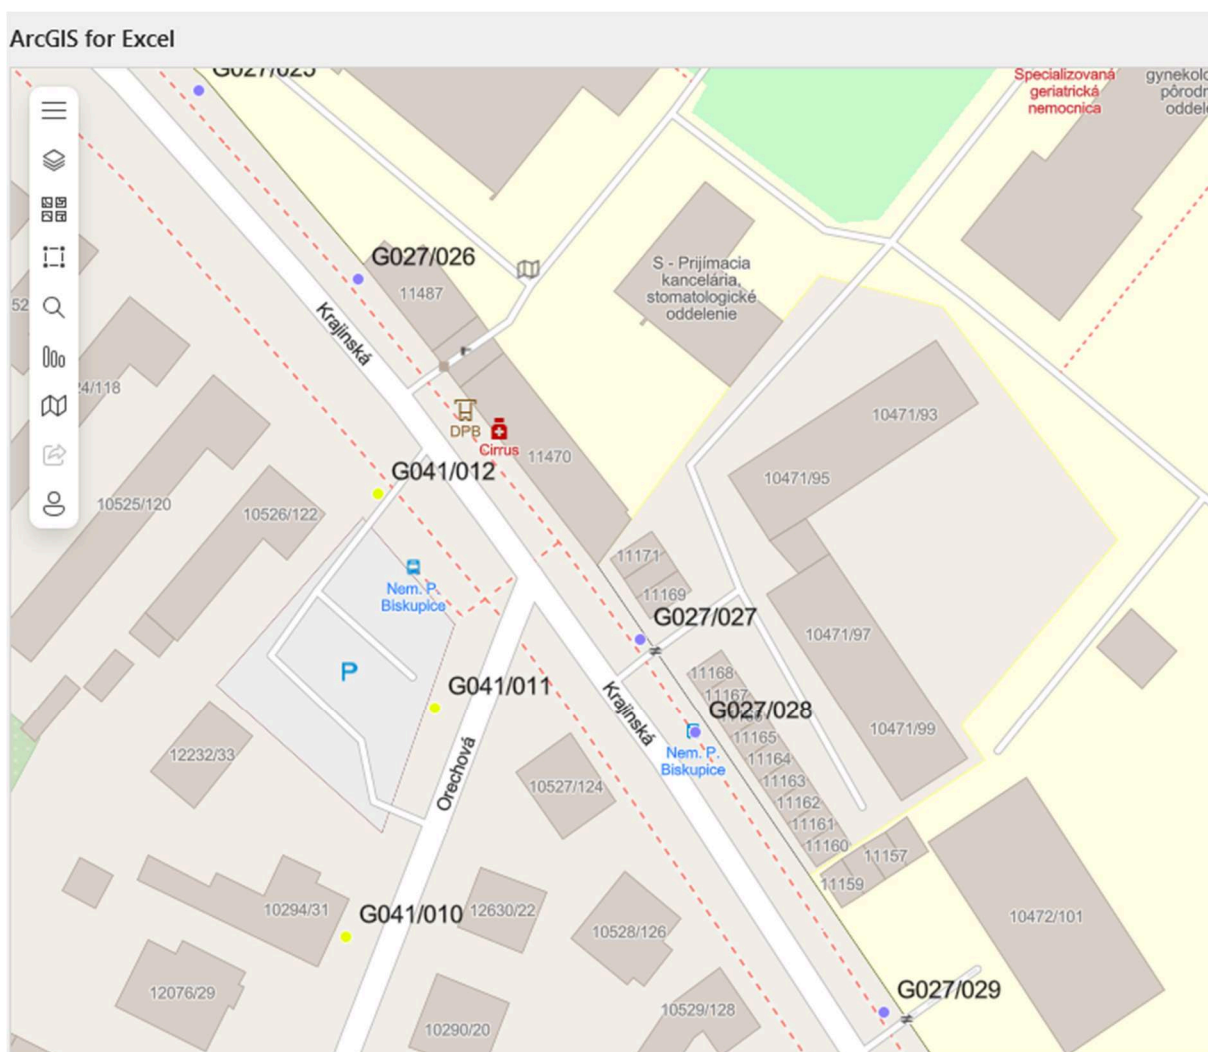 ArcGIS for Excel
G027/025
Specializovaná
geriatrická
nemocnica
G027/026
11487
S - Prijímacia
kancelária,
stomatologické
oddelenie
Krajinská
10471/93
DPB
Cirrus
11470
G041/012
10471/95
10525/120
10526/122
11171
Nem. P.
Biskupice
11169
G027/027
10471/97
P
G041/011
11168
11167
Krajinská
G027/028
10471/99
11165
Nem. P.
Biskupice
11164
12232/33
Orechová
10527/124
11163
11162
11161
11160
11157
11159
10294/31
G041/010
12630/22
10528/126
10472/101
12076/29
G027/029
10290/20
10529/128